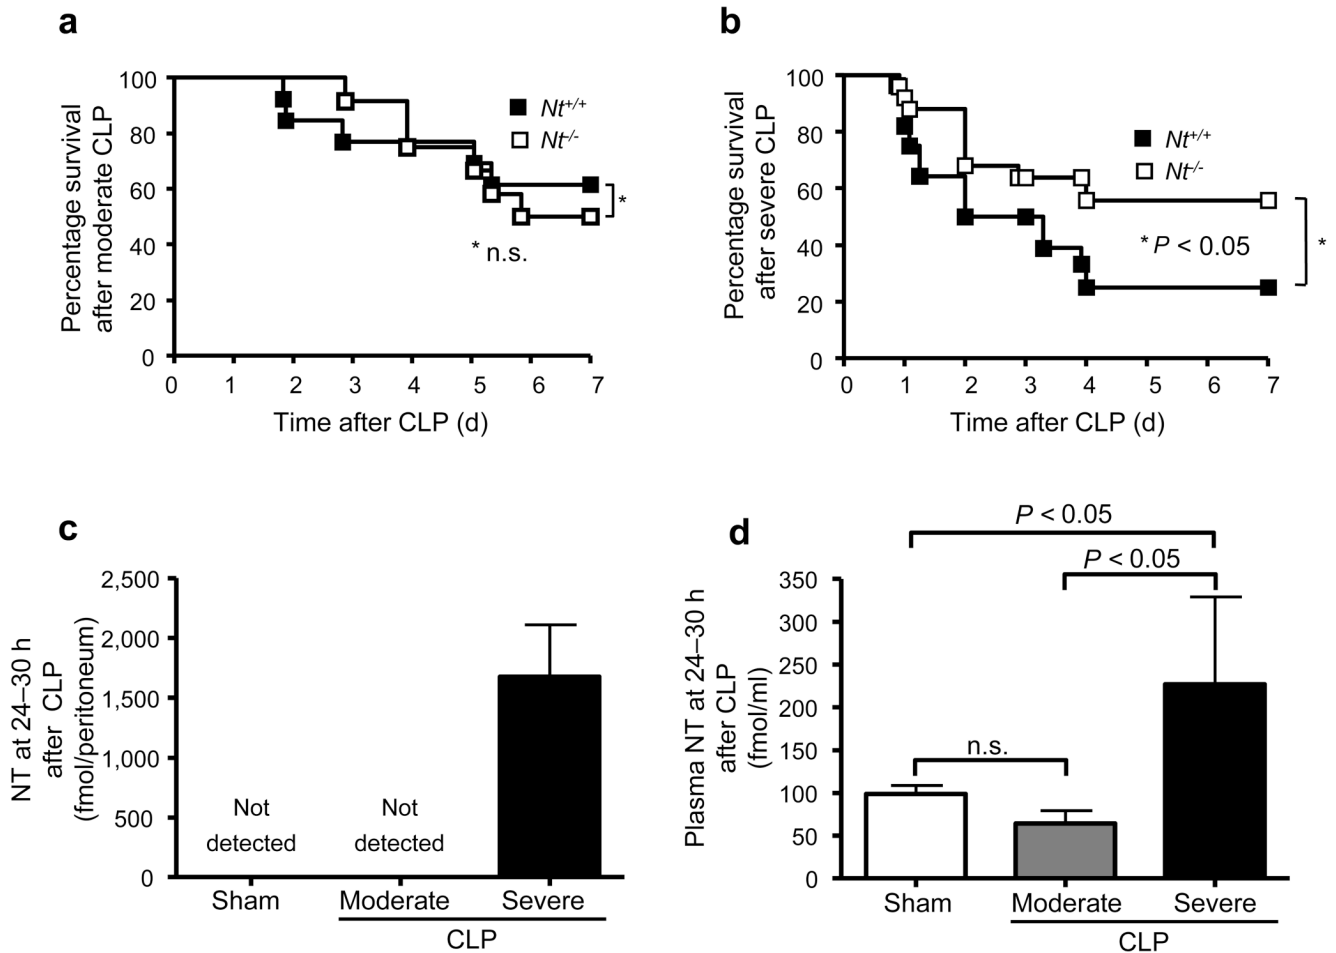 a
Percentage survival
after moderate CLP
100
80
60
40
20
0
0 1 2 3 4 5 6 7
Time after CLP (d)
Nt+/+
Nt-/-
*
* n.s.
b
Percentage survival
after severe CLP
100
80
60
40
20
0
0 1 2 3 4 5 6 7
Time after CLP (d)
Nt+/+
Nt-/-
* P < 0.05
*
c
NT at 24–30 h
after CLP
(fmol/peritoneum)
2,500
2,000
1,500
1,000
500
0
Not
detected
Not
detected
Sham Moderate Severe
CLP
d
Plasma NT at 24–30 h
after CLP
(fmol/ml)
350
300
250
200
150
100
50
0
P < 0.05
P < 0.05
n.s.
Sham Moderate Severe
CLP